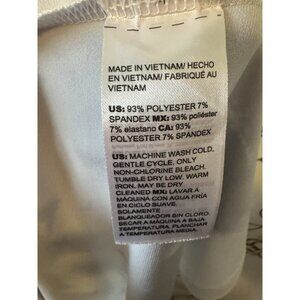 MADE IN VIETNAM/ HECHO
EN VIETNAM/ FABRIQUÉ AU
VIETNAM
US: 93% POLYESTER 7%
SPANDEX MX: 93% poliéster
7% elastano CA: 93%
POLYESTER 7% SPANDEX
US: MACHINE WASH COLD,
GENTLE CYCLE, ONLY
NON-CHLORINE BLEACH.
TUMBLE DRY LOW. WARM
IRON. MAY BE DRY
CLEANED MX: LAVAR Á
MÁQUINA CON AGUA FRÍA
EN CICLO SUAVE.
SOLAMENTE
BLANQUEADOR SIN CLORO.
SECAR A MÁQUINA A BAJA
TEMPERATURA. PLANCHAR
A TEMPERATURA MEDIA.